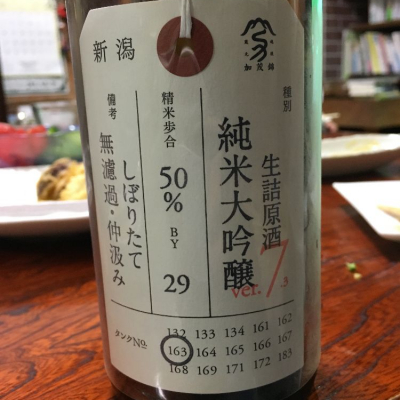 加茂錦
種別
生詰原酒
純米大吟醸
ver.7.3
精米歩合
50%
BY
29
新潟
備考
しぼりたて
無濾過・仲汲み
タンクNo.
132 133 134 161 162
163 164 165 166 167
168 169 171 172 183